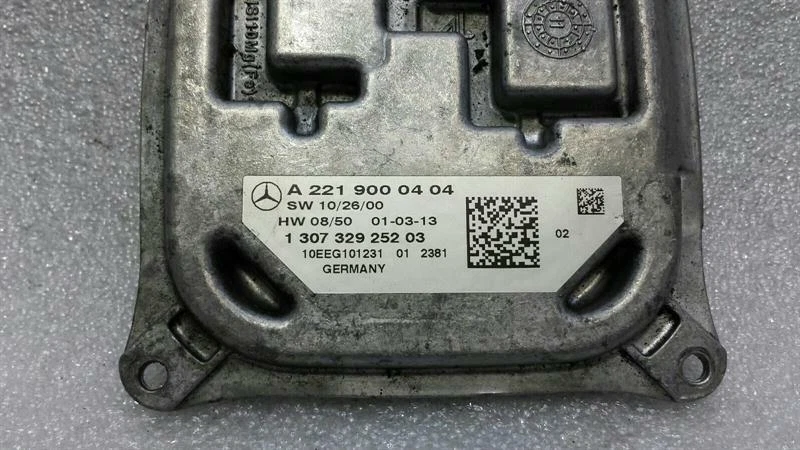 A 221 900 04 04
SW 10/26/00
HW 08/50 01-03-13
1 307 329 252 03
02
10EEG101231 01 2381
GERMANY